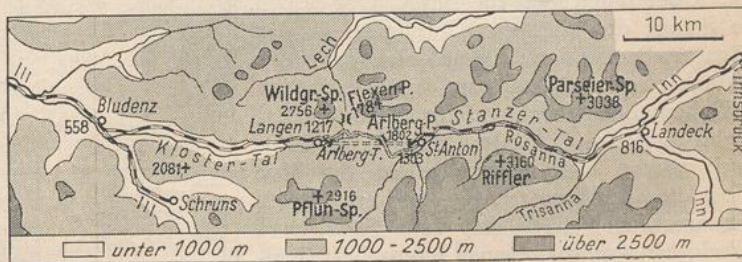 10 km
Lech
Ill
Flexen-P.
1784
Wildgr.-Sp.
2756
Parseier-Sp.
3038
Inn
Innsbruck
Bludenz
558
Langen 1217
Arlberg-P.
1802
Stanzer-Tal
Landeck
816
Kloster-Tal
Arlberg-T.
1303
St. Anton
Rosanna
3160
Riffler
2081
Schruns
2916
Pflun-Sp.
Trisanna
Ill
Inn
unter 1000 m
1000-2500 m
über 2500 m